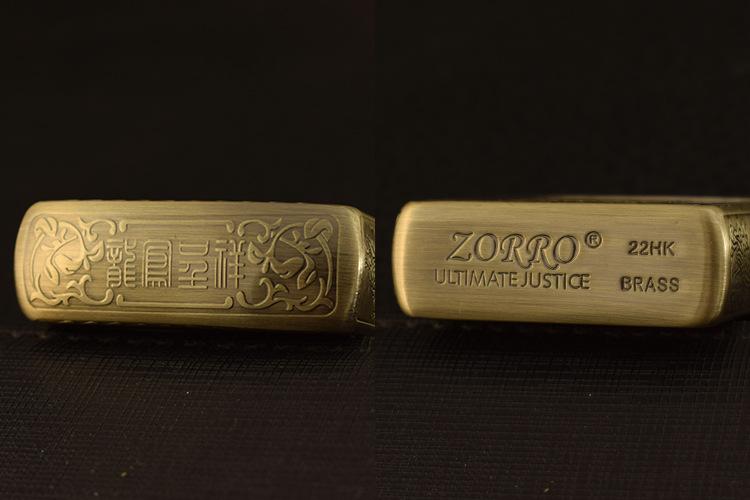 龍鳳呈祥
ZORRO® 22HK
ULTIMATE JUSTICE BRASS